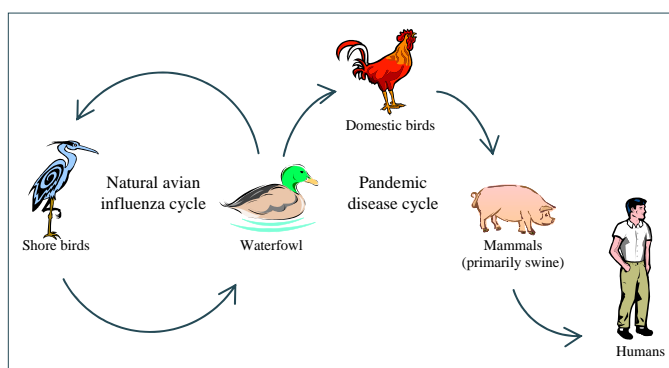 Domestic birds
Natural avian
influenza cycle
Pandemic
disease cycle
Shore birds
Waterfowl
Mammals
(primarily swine)
Humans